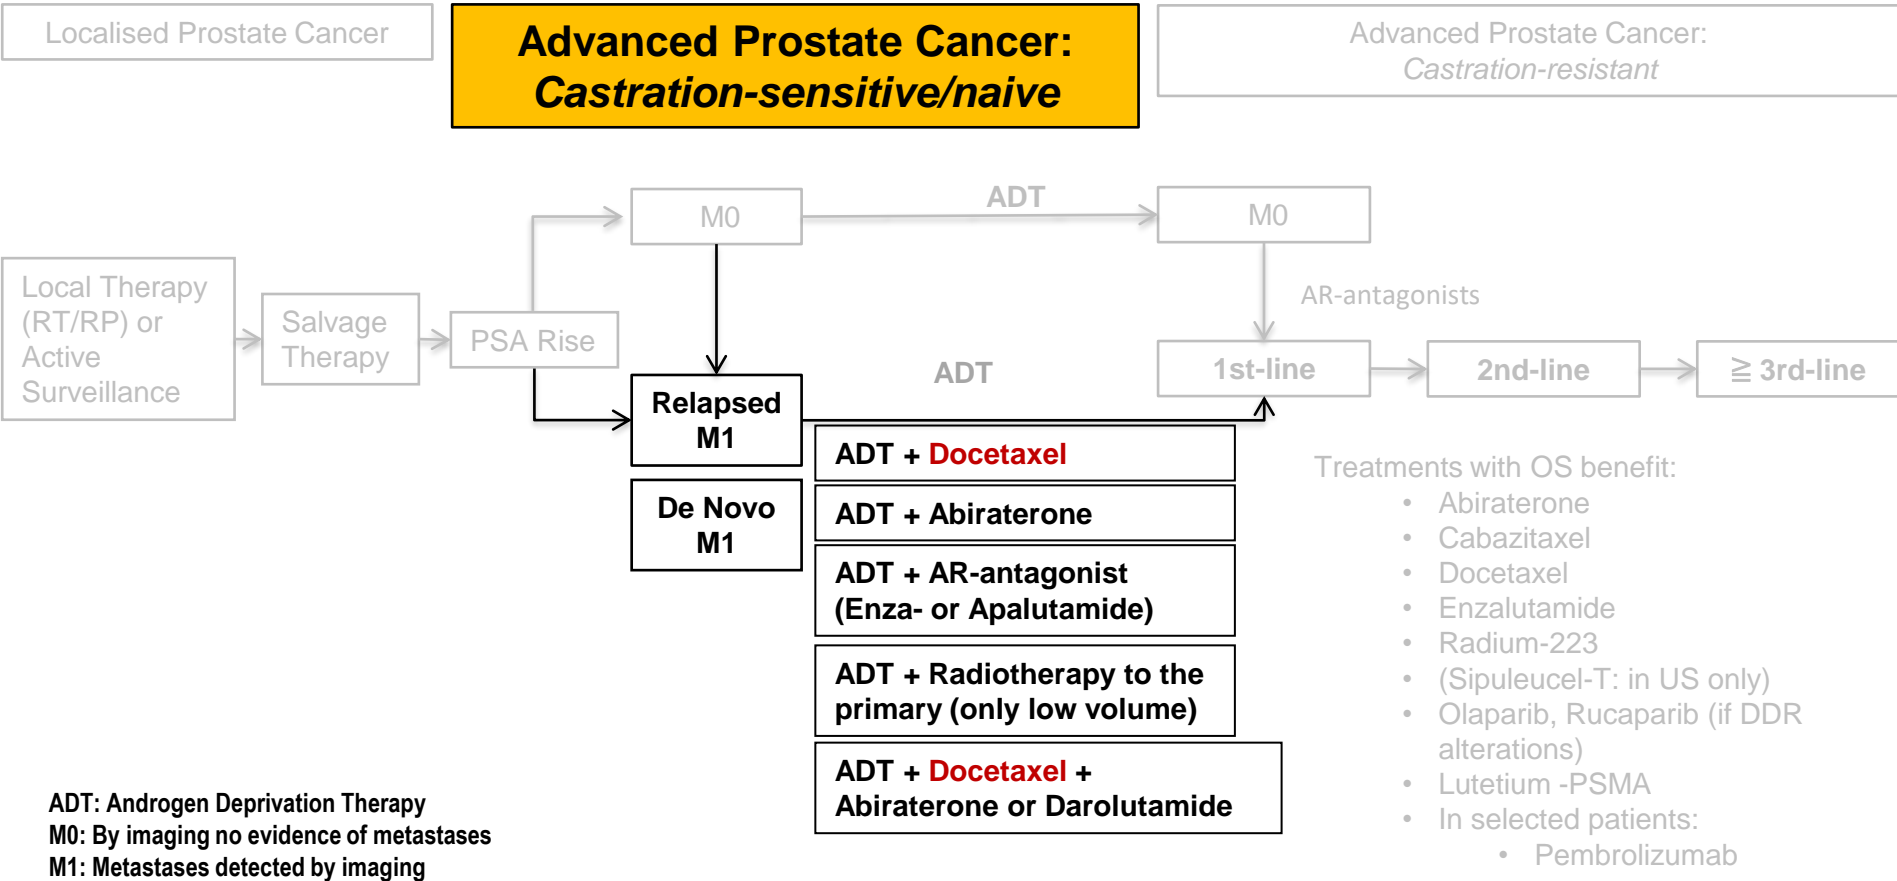 Localised Prostate Cancer
Advanced Prostate Cancer:
Castration-sensitive/naive
Advanced Prostate Cancer:
Castration-resistant
M0
ADT
M0
Local Therapy
(RT/RP) or
Active
Surveillance
Salvage
Therapy
PSA Rise
AR-antagonists
Relapsed
M1
ADT
1st-line
2nd-line
≧ 3rd-line
De Novo
M1
ADT + Docetaxel
ADT + Abiraterone
ADT + AR-antagonist
(Enza- or Apalutamide)
ADT + Radiotherapy to the
primary (only low volume)
ADT + Docetaxel +
Abiraterone or Darolutamide
Treatments with OS benefit:
• Abiraterone
• Cabazitaxel
• Docetaxel
• Enzalutamide
• Radium-223
• (Sipuleucel-T: in US only)
• Olaparib, Rucaparib (if DDR
alterations)
• Lutetium -PSMA
• In selected patients:
• Pembrolizumab
ADT: Androgen Deprivation Therapy
M0: By imaging no evidence of metastases
M1: Metastases detected by imaging